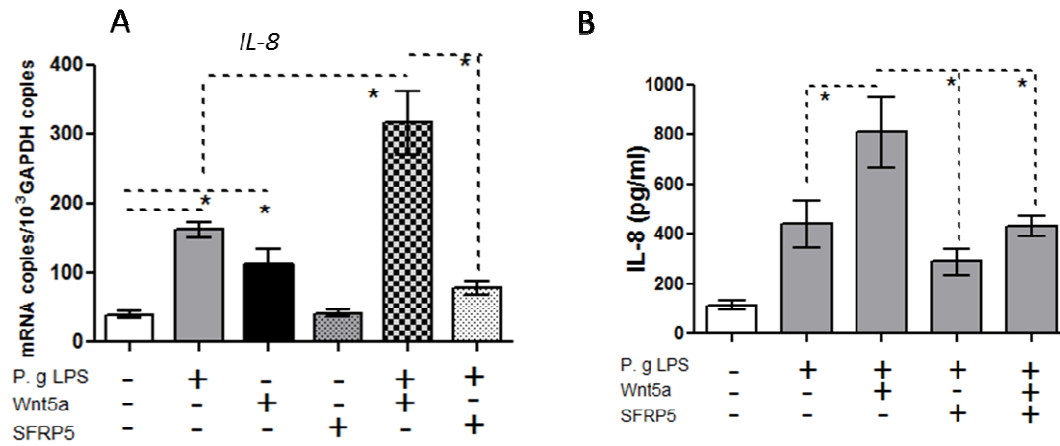 A
IL-8
mRNA copies/10³GAPDH copies
400
300
200
100
0
* * * *
P. g LPS - + - - + +
Wnt5a - - + - + -
SFRP5 - - - + - +
B
IL-8 (pg/ml)
1000
800
600
400
200
0
* * *
P. g LPS - + + + +
Wnt5a - - + - +
SFRP5 - - - + +